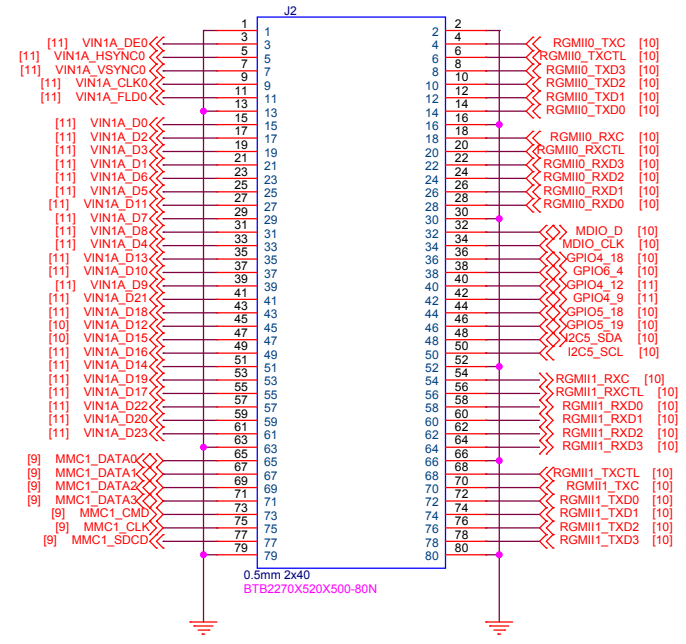 J2
1 1 2 2
[11] VIN1A_DE0 3 3 4 4 RGMII0_TXC [10]
[11] VIN1A_HSYNC0 5 5 6 6 RGMII0_TXCTL [10]
[11] VIN1A_VSYNC0 7 7 8 8 RGMII0_TXD3 [10]
[11] VIN1A_CLK0 9 9 10 10 RGMII0_TXD2 [10]
[11] VIN1A_FLD0 11 11 12 12 RGMII0_TXD1 [10]
13 13 14 14 RGMII0_TXD0 [10]
[11] VIN1A_D0 15 15 16 16
[11] VIN1A_D2 17 17 18 18 RGMII0_RXC [10]
[11] VIN1A_D3 19 19 20 20 RGMII0_RXCTL [10]
[11] VIN1A_D1 21 21 22 22 RGMII0_RXD3 [10]
[11] VIN1A_D6 23 23 24 24 RGMII0_RXD2 [10]
[11] VIN1A_D5 25 25 26 26 RGMII0_RXD1 [10]
[11] VIN1A_D11 27 27 28 28 RGMII0_RXD0 [10]
[11] VIN1A_D7 29 29 30 30
[11] VIN1A_D8 31 31 32 32 MDIO_D [10]
[11] VIN1A_D4 33 33 34 34 MDIO_CLK [10]
[11] VIN1A_D13 35 35 36 36 GPIO4_18 [10]
[11] VIN1A_D10 37 37 38 38 GPIO6_4 [10]
[11] VIN1A_D9 39 39 40 40 GPIO4_12 [11]
[11] VIN1A_D21 41 41 42 42 GPIO4_9 [11]
[11] VIN1A_D18 43 43 44 44 GPIO5_18 [10]
[10] VIN1A_D12 45 45 46 46 GPIO5_19 [10]
[10] VIN1A_D15 47 47 48 48 I2C5_SDA [10]
[11] VIN1A_D16 49 49 50 50 I2C5_SCL [10]
[11] VIN1A_D14 51 51 52 52
[11] VIN1A_D19 53 53 54 54 RGMII1_RXC [10]
[11] VIN1A_D17 55 55 56 56 RGMII1_RXCTL [10]
[11] VIN1A_D22 57 57 58 58 RGMII1_RXD0 [10]
[11] VIN1A_D20 59 59 60 60 RGMII1_RXD1 [10]
[11] VIN1A_D23 61 61 62 62 RGMII1_RXD2 [10]
63 63 64 64 RGMII1_RXD3 [10]
[9] MMC1_DATA0 65 65 66 66
[9] MMC1_DATA1 67 67 68 68 RGMII1_TXCTL [10]
[9] MMC1_DATA2 69 69 70 70 RGMII1_TXC [10]
[9] MMC1_DATA3 71 71 72 72 RGMII1_TXD0 [10]
[9] MMC1_CMD 73 73 74 74 RGMII1_TXD1 [10]
[9] MMC1_CLK 75 75 76 76 RGMII1_TXD2 [10]
[9] MMC1_SDCD 77 77 78 78 RGMII1_TXD3 [10]
79 79 80 80
0.5mm 2x40
BTB2270X520X500-80N